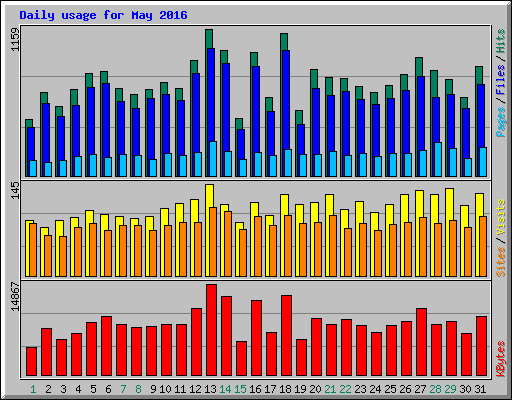 Daily usage for May 2016
1159
Pages / Files / Hits
145
Sites / Visits
14867
KBytes
1 2 3 4 5 6 7 8 9 10 11 12 13 14 15 16 17 18 19 20 21 22 23 24 25 26 27 28 29 30 31